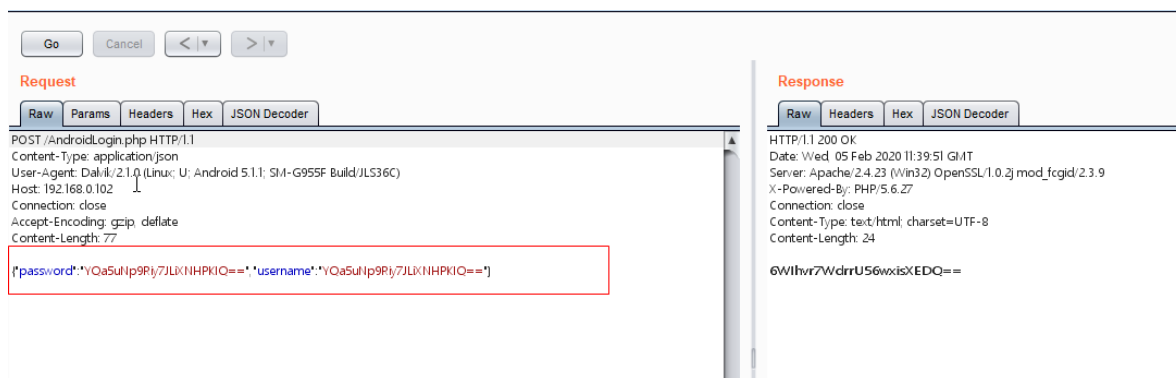 Go
Cancel
<
>
Request
Response
Raw Params Headers Hex JSON Decoder
Raw Headers Hex JSON Decoder
POST /AndroidLogin.php HTTP/1.1
Content-Type: application/json
User-Agent: Dalvik/2.1.0 (Linux; U; Android 5.1.1; SM-G955F Build/JLS36C)
Host: 192.168.0.102
Connection: close
Accept-Encoding: gzip, deflate
Content-Length: 77
{"password":"YQa5uNp9Piy7JLiXNHPKIQ==","username":"YQa5uNp9Piy7JLiXNHPKIQ=="}
HTTP/1.1 200 OK
Date: Wed, 05 Feb 2020 11:39:51 GMT
Server: Apache/2.4.23 (Win32) OpenSSL/1.0.2j mod_fcgid/2.3.9
X-Powered-By: PHP/5.6.27
Connection: close
Content-Type: text/html; charset=UTF-8
Content-Length: 24
6WIhvr7WdrrU56wxisXEDQ==